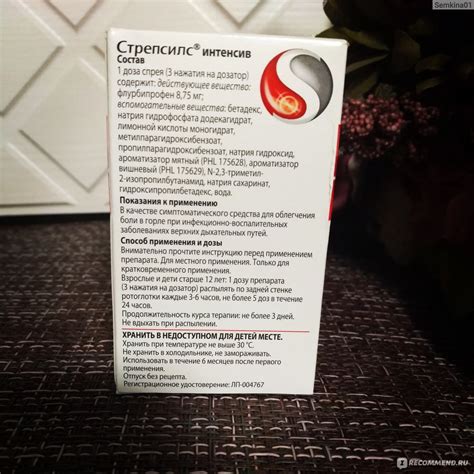 Semkina01
Стрепсилс® интенсив
Состав
1 доза спрея (3 нажатия на дозатор)
содержит: действующее вещество:
флурбипрофен 8,75 мг;
вспомогательные вещества: бетадекс,
натрия гидрофосфата додекагидрат,
лимонной кислоты моногидрат,
метилпарагидроксибензоат,
пропилпарагидроксибензоат, натрия гидроксид,
ароматизатор мятный (PHL 175628), ароматизатор
вишневый (PHL 175629), N-2,3-триметил-
2-изопропилбутанамид, натрия сахаринат,
гидроксипропилбетадекс, вода.
Показания к применению
В качестве симптоматического средства для облегчения
боли в горле при инфекционно-воспалительных
заболеваниях верхних дыхательных путей.
Способ применения и дозы
Внимательно прочтите инструкцию перед применением
препарата. Для местного применения. Только для
кратковременного применения.
Взрослые и дети старше 12 лет: 1 дозу препарата
(3 нажатия на дозатор) распылять по задней стенке
ротоглотки каждые 3-6 часов, не более 5 доз в течение
24 часов.
Продолжительность курса терапии: не более 3 дней.
Не вдыхать при распылении.
ХРАНИТЬ В НЕДОСТУПНОМ ДЛЯ ДЕТЕЙ МЕСТЕ.
Хранить при температуре не выше 30 °C.
Не хранить в холодильнике, не замораживать.
Использовать в течение 6 месяцев после первого
применения.
Отпуск без рецепта.
Регистрационное удостоверение: ЛП-004767
IRECOMMEND.RU